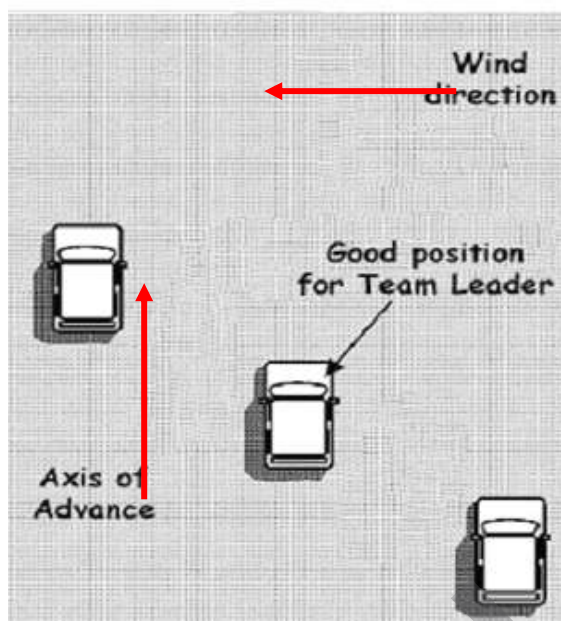 Wind
direction
Good position
for Team Leader
Axis of
Advance